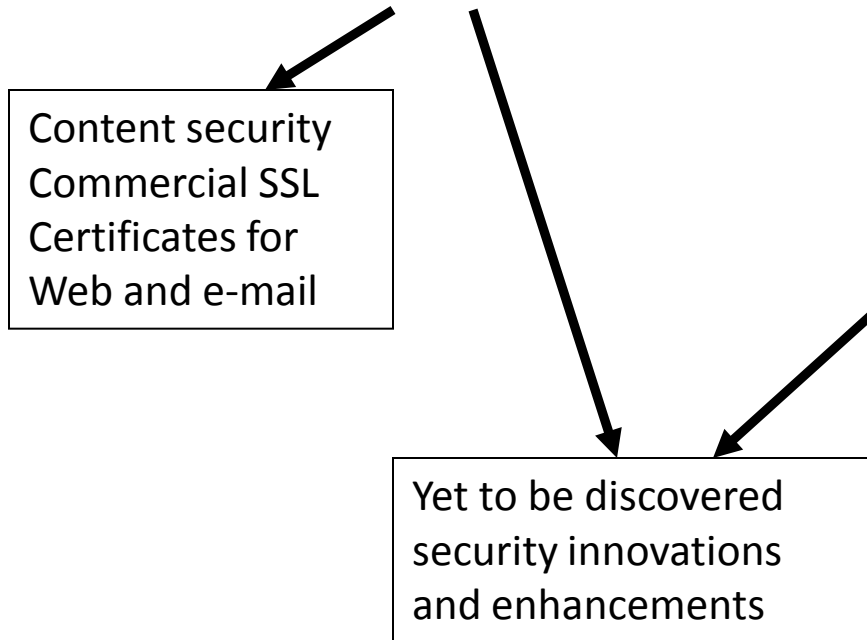 Content security
Commercial SSL
Certificates for
Web and e-mail
Yet to be discovered
security innovations
and enhancements